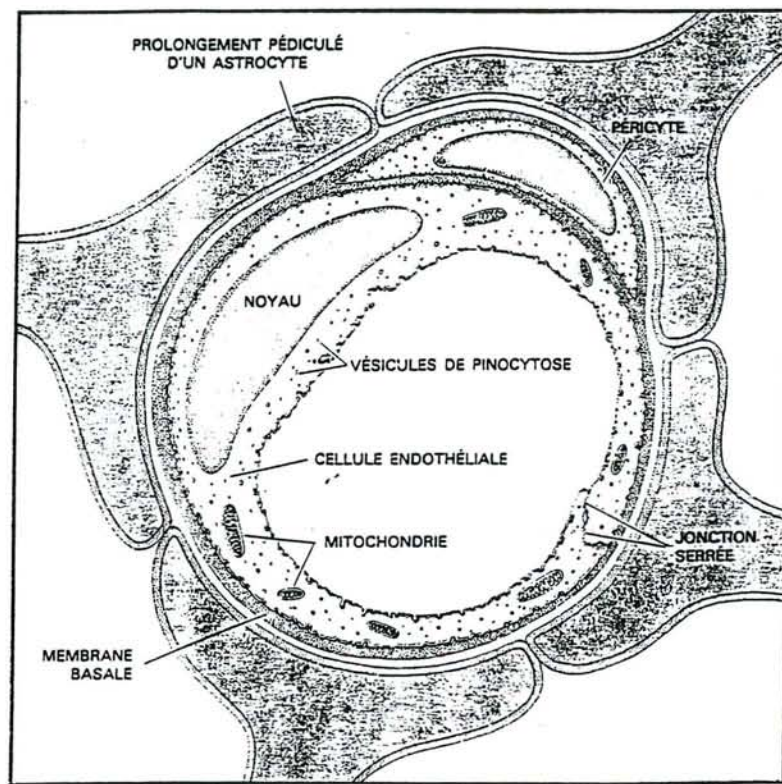 PROLONGEMENT PÉDICULÉ
D'UN ASTROCYTE
PÉRICYTE
NOYAU
VÉSICULES DE PINOCYTOSE
CELLULE ENDOTHÉLIALE
MITOCHONDRIE
JONCTION
SERRÉE
MEMBRANE
BASALE